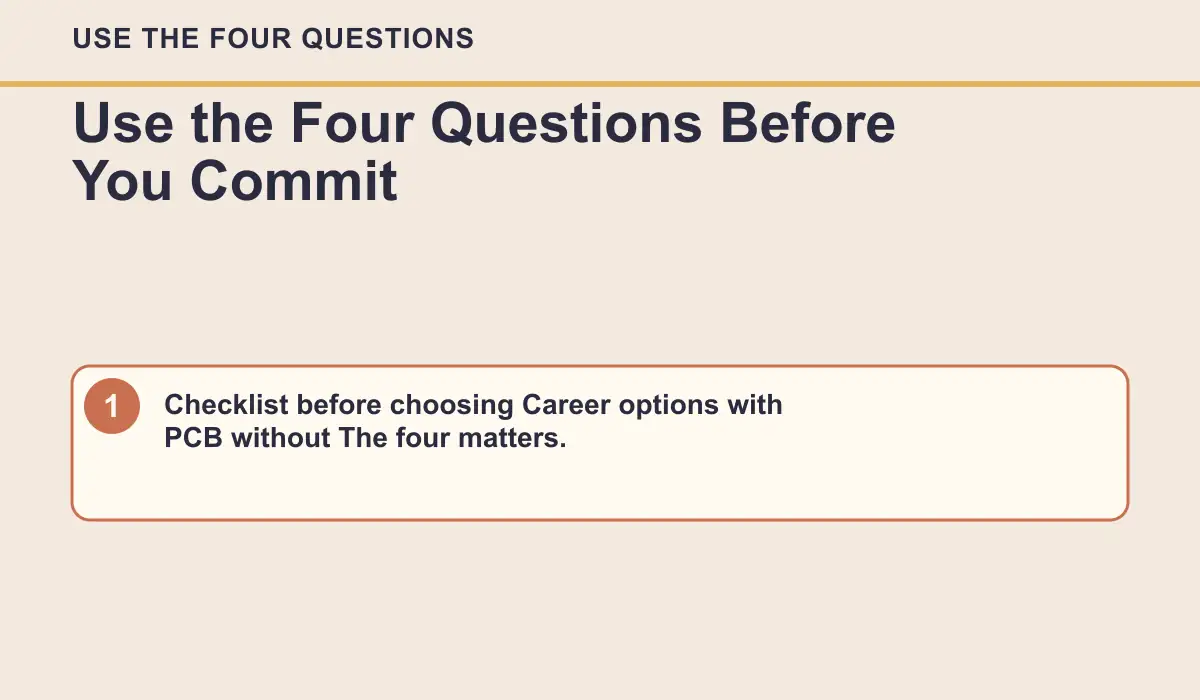 USE THE FOUR QUESTIONS
Use the Four Questions Before
You Commit
1
Checklist before choosing Career options with
PCB without The four matters.